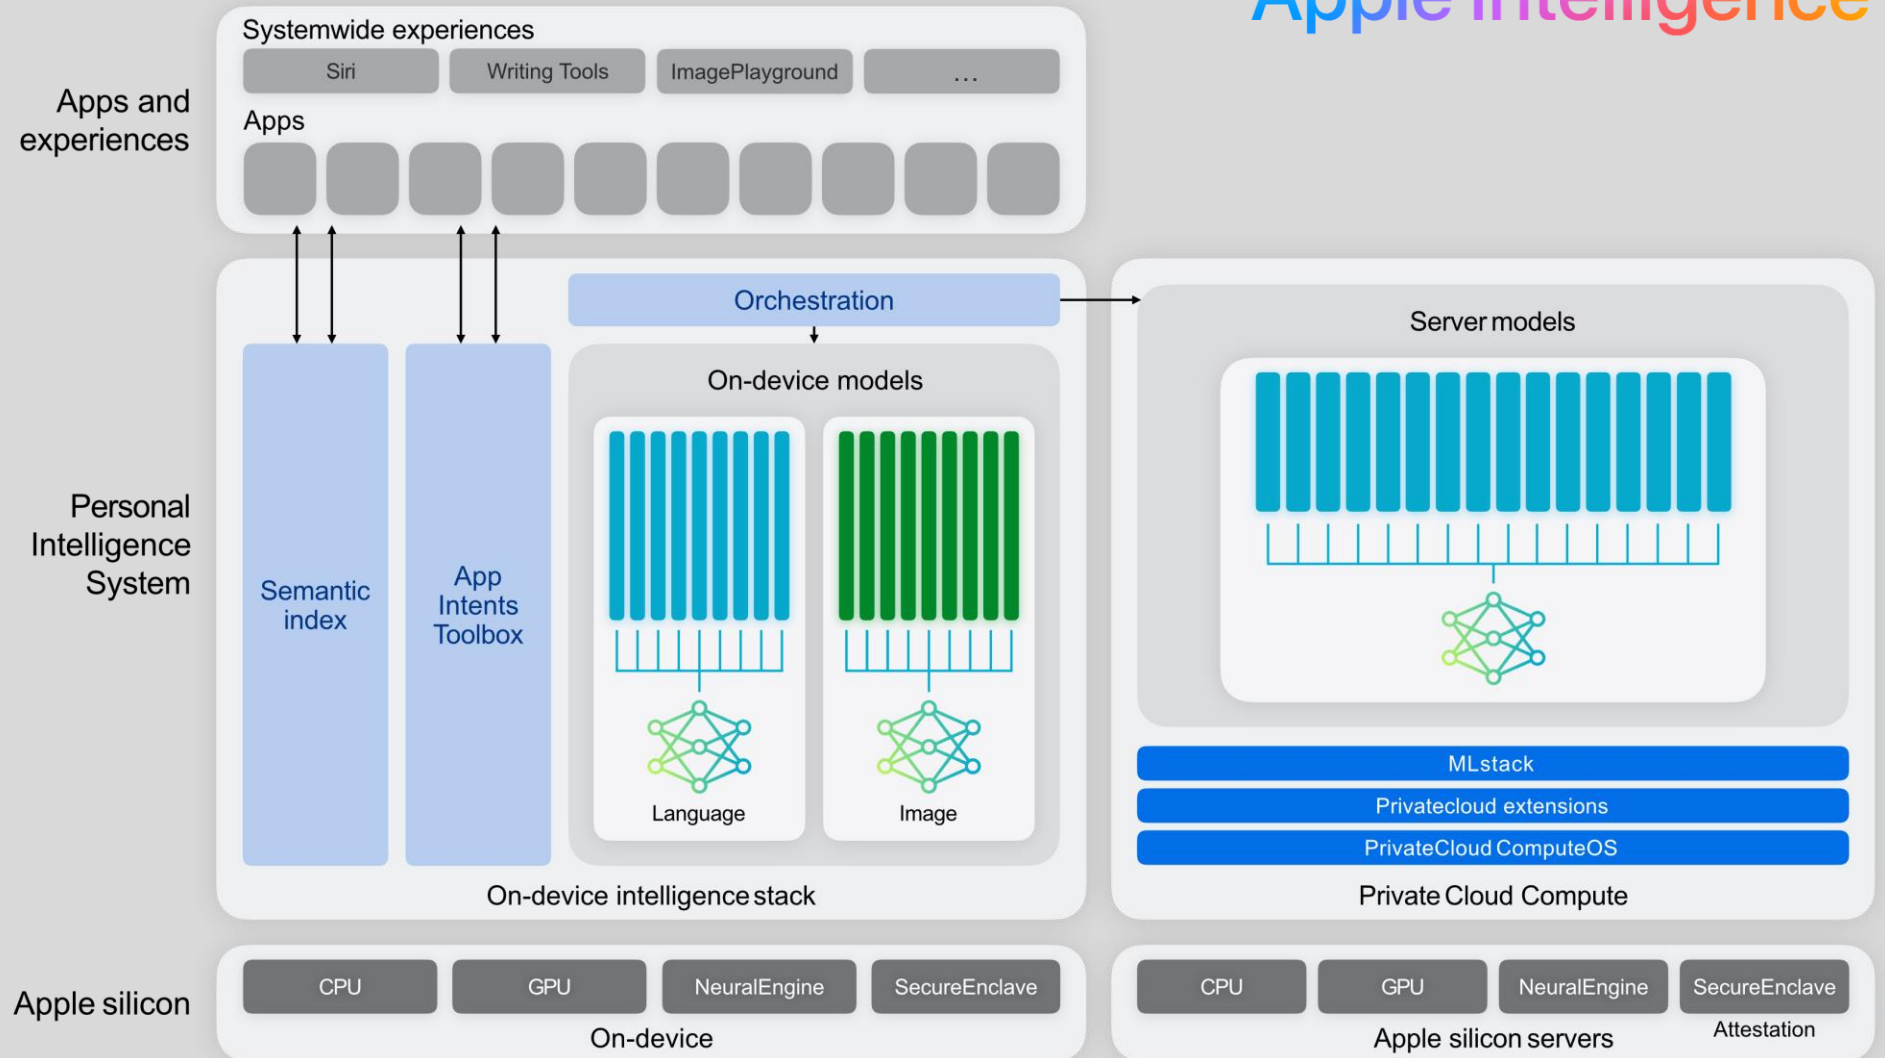 Apple Intelligence
Systemwide experiences
Siri
Writing Tools
ImagePlayground
...
Apps and
experiences
Apps
Orchestration
Server models
On-device models
Personal
Intelligence
System
Semantic
index
App
Intents
Toolbox
Language
Image
MLstack
Privatecloud extensions
PrivateCloud ComputeOS
On-device intelligence stack
Private Cloud Compute
Apple silicon
CPU
GPU
NeuralEngine
SecureEnclave
On-device
CPU
GPU
NeuralEngine
SecureEnclave
Attestation
Apple silicon servers